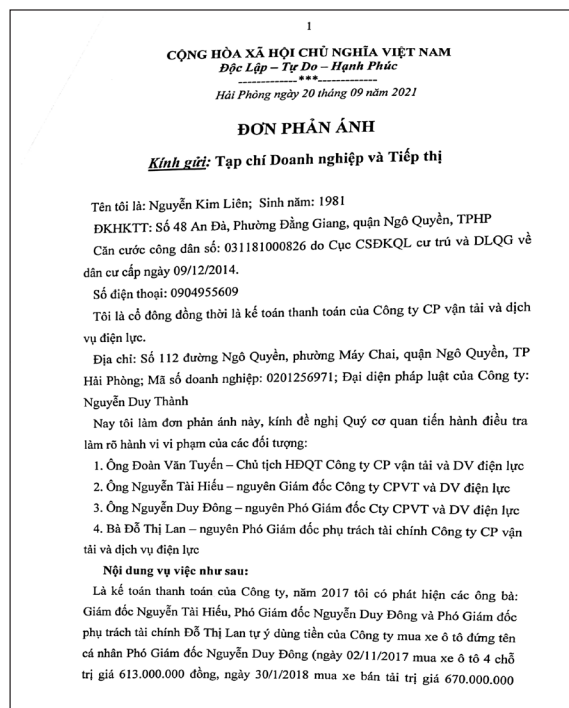 1
CỘNG HÒA XÃ HỘI CHỦ NGHĨA VIỆT NAM
Độc Lập – Tự Do – Hạnh Phúc
-------------***-------------
Hải Phòng ngày 20 tháng 09 năm 2021
ĐƠN PHẢN ÁNH
Kính gửi: Tạp chí Doanh nghiệp và Tiếp thị
Tên tôi là: Nguyễn Kim Liên; Sinh năm: 1981
ĐKHKTT: Số 48 An Đà, Phường Đằng Giang, quận Ngô Quyền, TPHP
Căn cước công dân số: 031181000826 do Cục CSĐKQL cư trú và DLQG về
dân cư cấp ngày 09/12/2014.
Số điện thoại: 0904955609
Tôi là cổ đông đồng thời là kế toán thanh toán của Công ty CP vận tải và dịch
vụ điện lực.
Địa chỉ: Số 112 đường Ngô Quyền, phường Máy Chai, quận Ngô Quyền, TP
Hải Phòng; Mã số doanh nghiệp: 0201256971; Đại diện pháp luật của Công ty:
Nguyễn Duy Thành
Nay tôi làm đơn phản ánh này, kính đề nghị Quý cơ quan tiến hành điều tra
làm rõ hành vi vi phạm của các đối tượng:
1. Ông Đoàn Văn Tuyến – Chủ tịch HĐQT Công ty CP vận tải và DV điện lực
2. Ông Nguyễn Tài Hiếu – nguyên Giám đốc Công ty CPVT và DV điện lực
3. Ông Nguyễn Duy Đông – nguyên Phó Giám đốc Cty CPVT và DV điện lực
4. Bà Đỗ Thị Lan – nguyên Phó Giám đốc phụ trách tài chính Công ty CP vận
tải và dịch vụ điện lực
Nội dung vụ việc như sau:
Là kế toán thanh toán của Công ty, năm 2017 tôi có phát hiện các ông bà:
Giám đốc Nguyễn Tài Hiếu, Phó Giám đốc Nguyễn Duy Đông và Phó Giám đốc
phụ trách tài chính Đỗ Thị Lan tự ý dùng tiền của Công ty mua xe ô tô đứng tên
cá nhân Phó Giám đốc Nguyễn Duy Đông (ngày 02/11/2017 mua xe ô tô 4 chỗ
trị giá 613.000.000 đồng, ngày 30/1/2018 mua xe bán tải trị giá 670.000.000